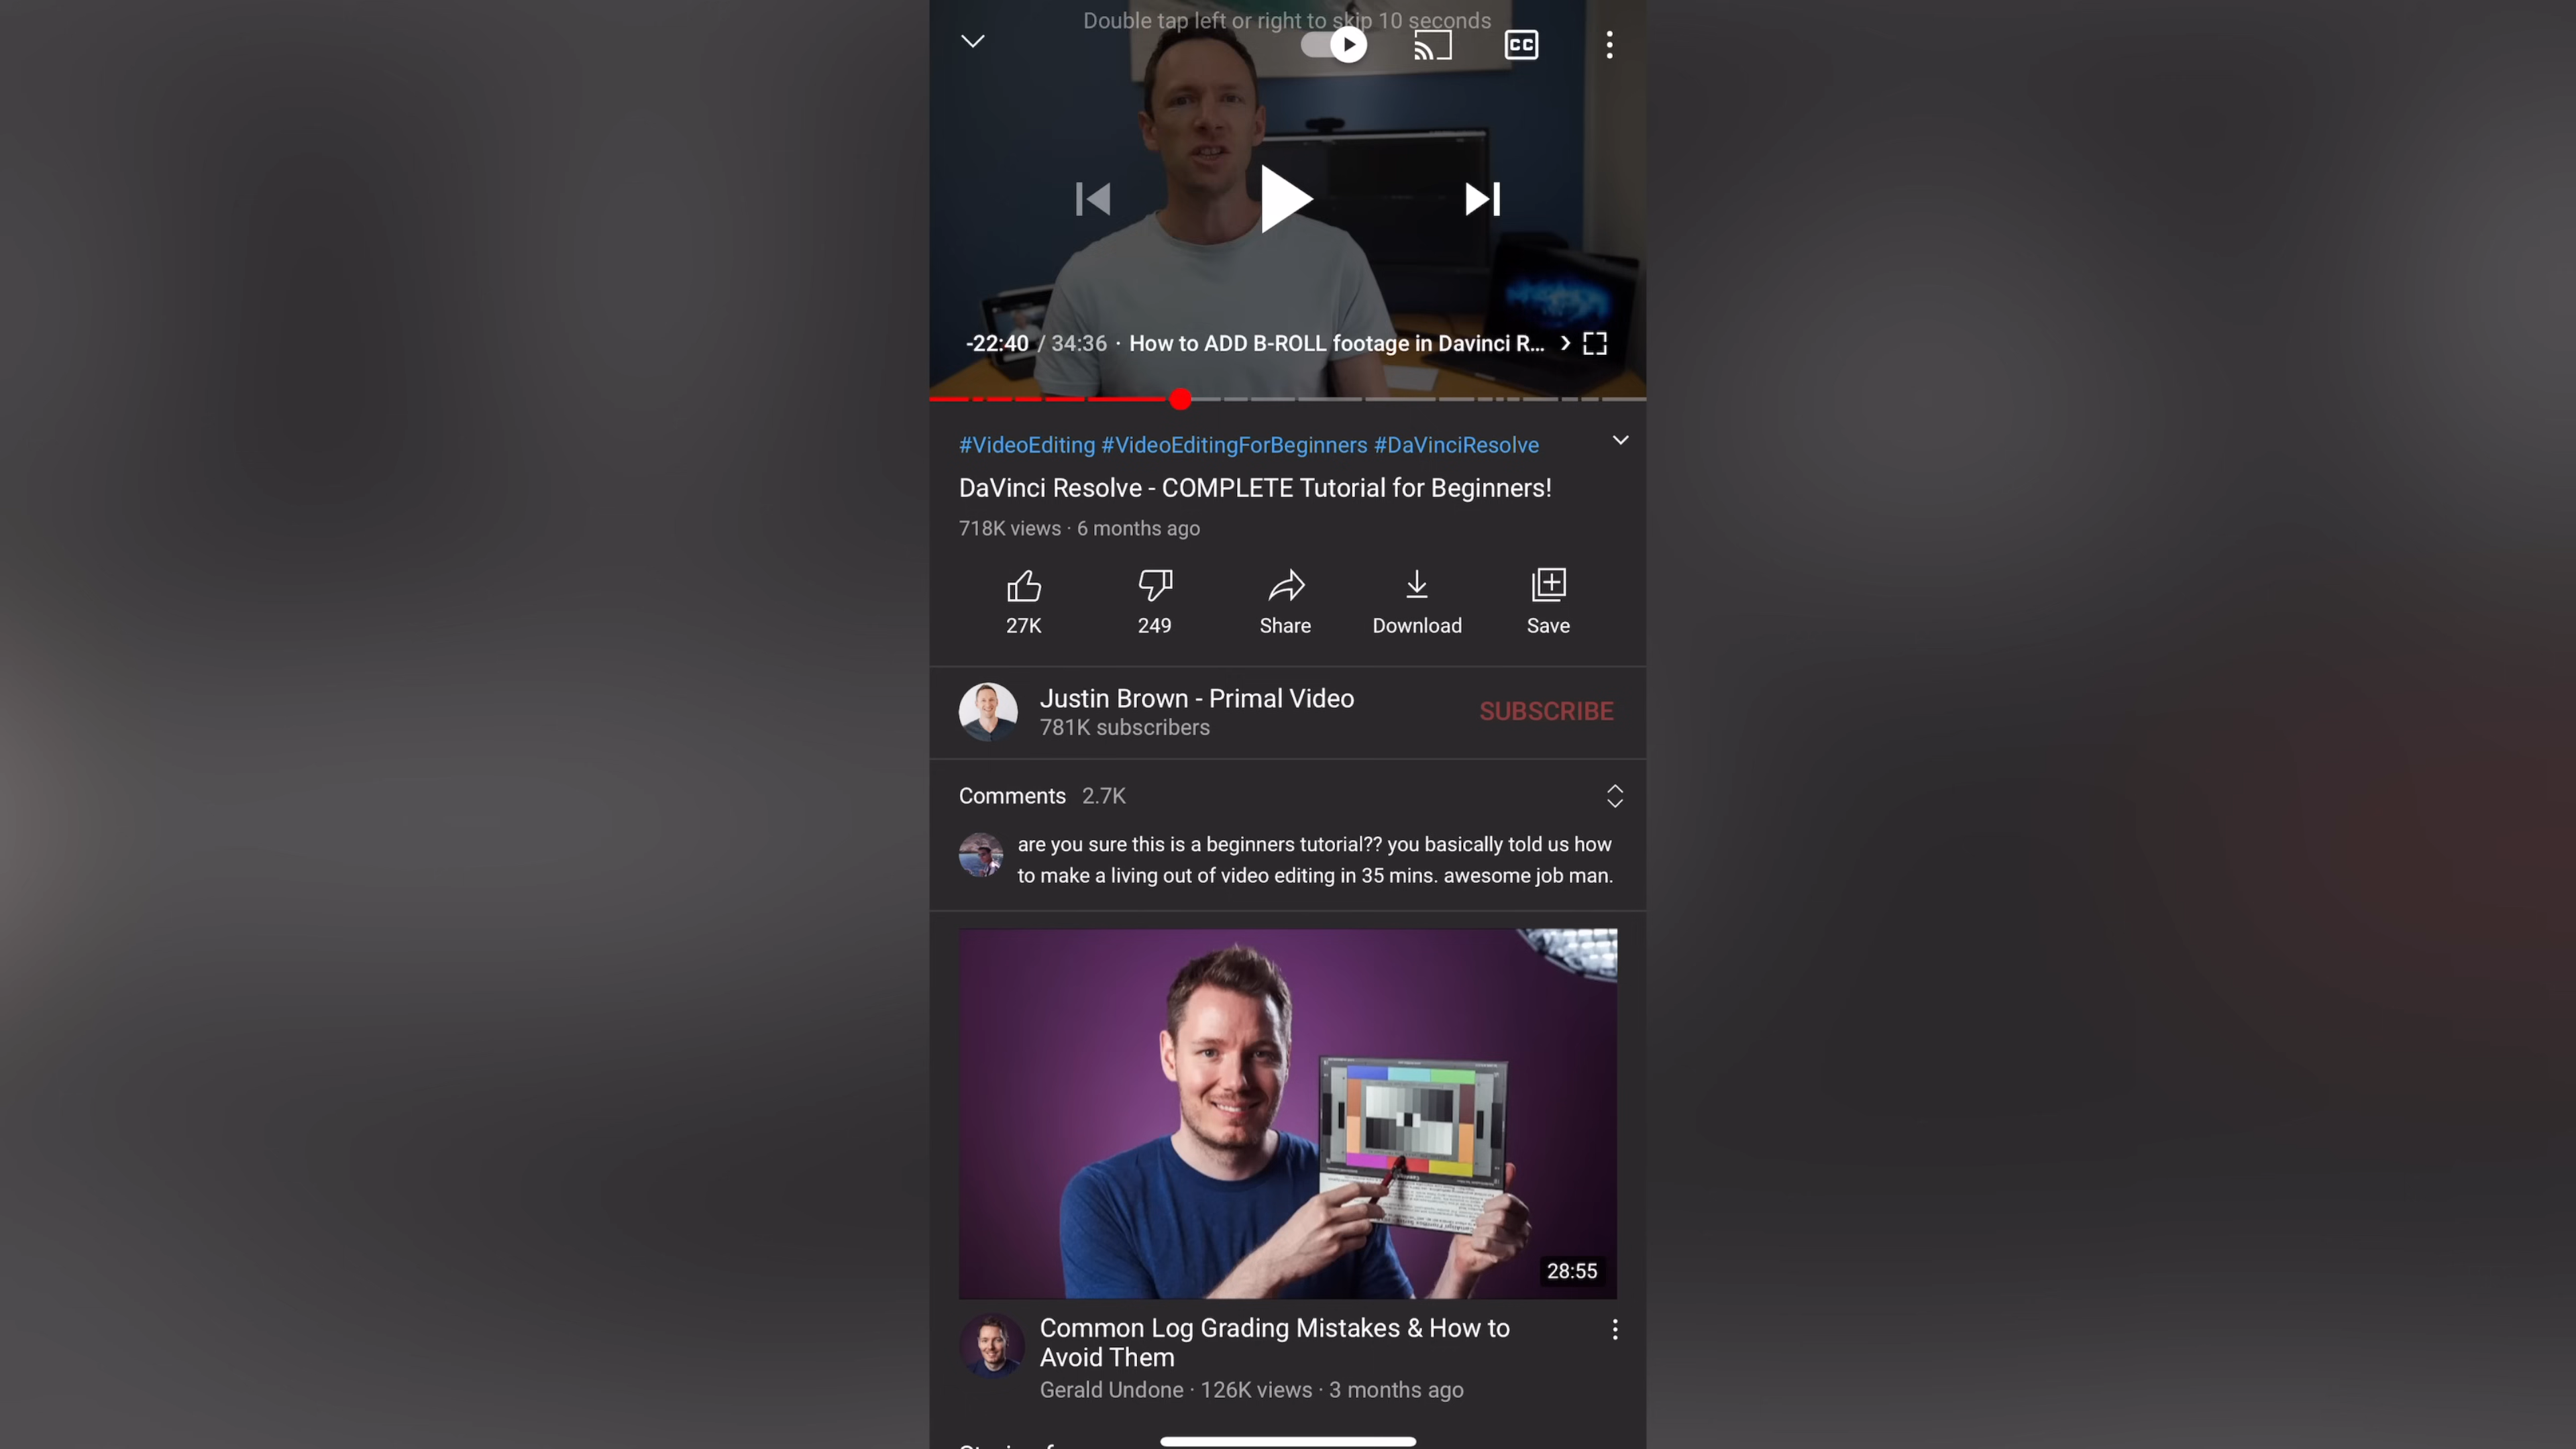 Double tap left or right to skip 10 seconds
CC
-22:40 / 34:36 · How to ADD B-ROLL footage in Davinci R...
#VideoEditing #VideoEditingForBeginners #DaVinciResolve
DaVinci Resolve - COMPLETE Tutorial for Beginners!
718K views · 6 months ago
27K
249
Share
Download
Save
Justin Brown - Primal Video
781K subscribers
SUBSCRIBE
Comments 2.7K
are you sure this is a beginners tutorial?? you basically told us how
to make a living out of video editing in 35 mins. awesome job man.
28:55
Common Log Grading Mistakes & How to
Avoid Them
Gerald Undone · 126K views · 3 months ago